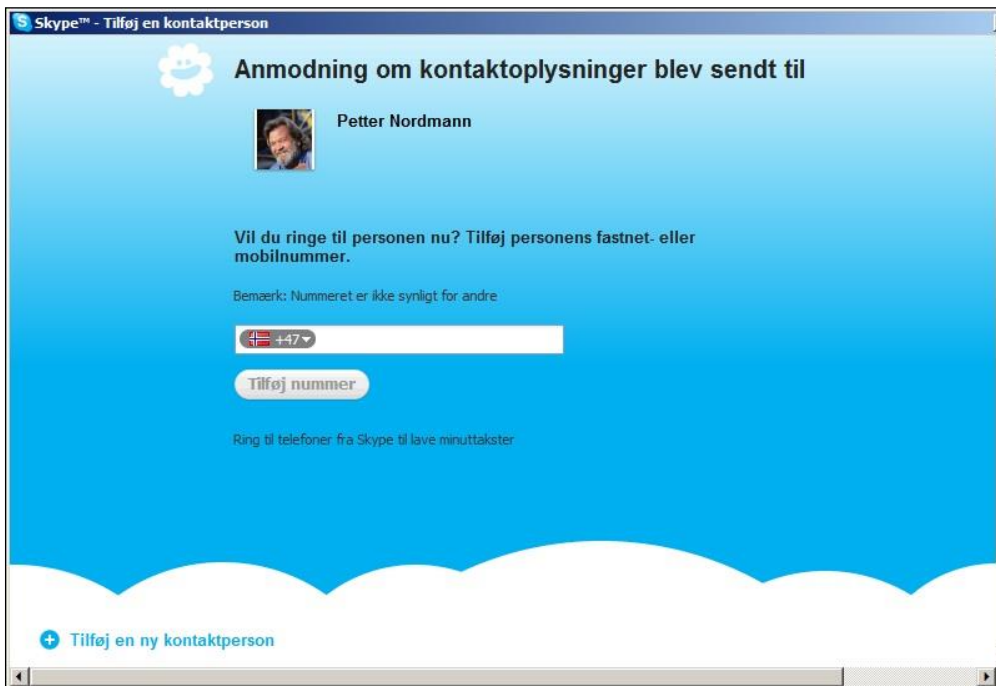 Skype™ - Tilføj en kontaktperson
Anmodning om kontaktoplysninger blev sendt til
Petter Nordmann
Vil du ringe til personen nu? Tilføj personens fastnet- eller
mobilnummer.
Bemærk: Nummeret er ikke synligt for andre
+47
Tilføj nummer
Ring til telefoner fra Skype til lave minuttakster
Tilføj en ny kontaktperson